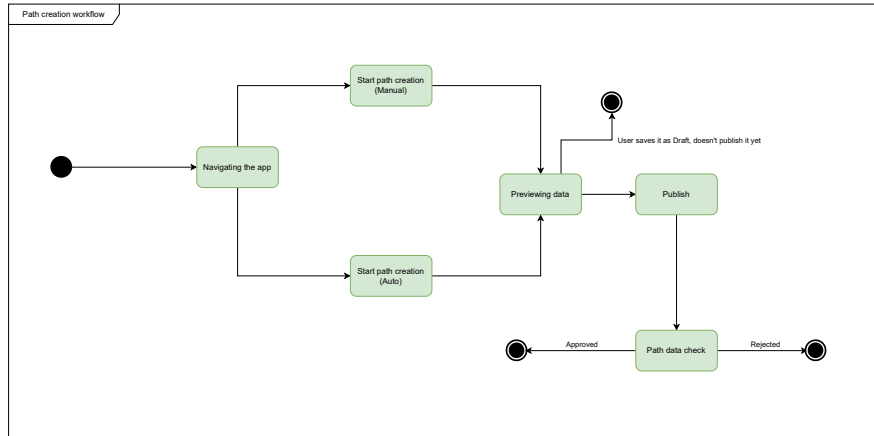 Path creation workflow
Start path creation
(Manual)
User saves it as Draft, doesn't publish it yet
Navigating the app
Previewing data
Publish
Start path creation
(Auto)
Approved
Path data check
Rejected